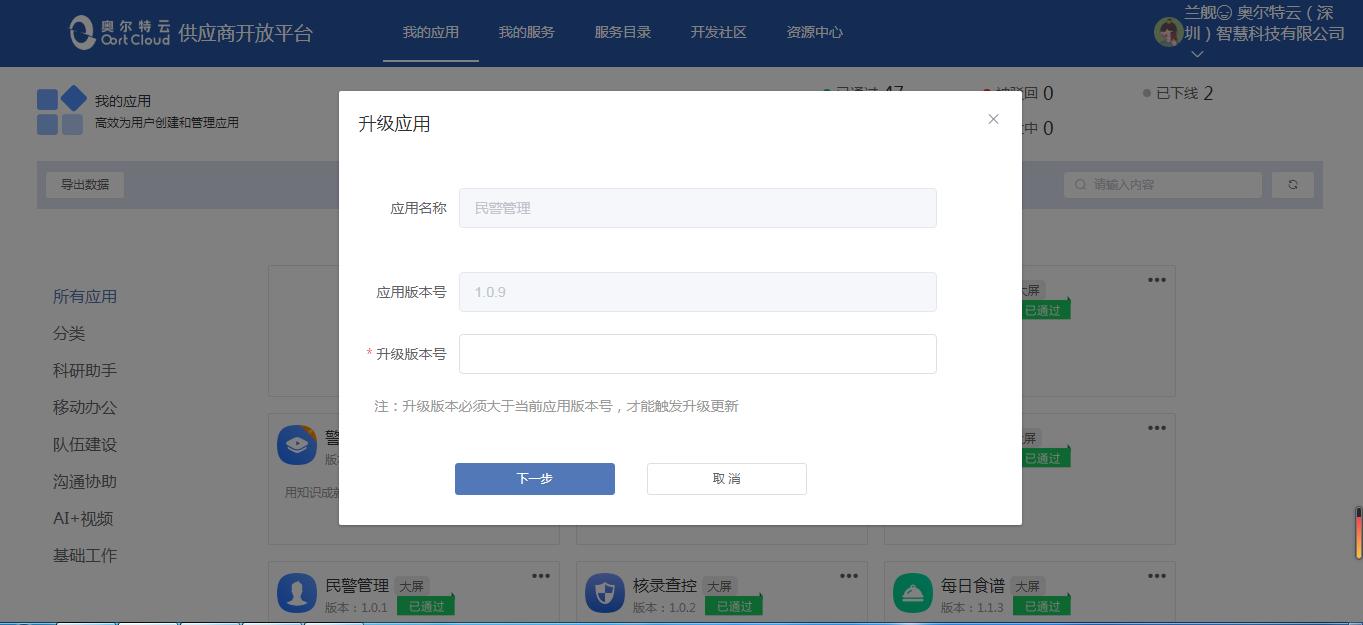 奥尔特云
Oort Cloud
供应商开放平台
我的应用
我的服务
服务目录
开发社区
资源中心
兰舰 奥尔特云（深
圳）智慧科技有限公司
我的应用
高效为用户创建和管理应用
已通过 47
被驳回 0
已下线 2
中 0
导出数据
请输入内容
升级应用
应用名称
民警管理
应用版本号
1.0.9
* 升级版本号
注：升级版本必须大于当前应用版本号，才能触发升级更新
下一步
取 消
所有应用
分类
科研助手
移动办公
队伍建设
沟通协助
AI+视频
基础工作
大屏
已通过
警
版
用知识成
屏
已通过
民警管理
大屏
版本：1.0.1
已通过
核录查控
大屏
版本：1.0.2
已通过
每日食谱
大屏
版本：1.1.3
已通过